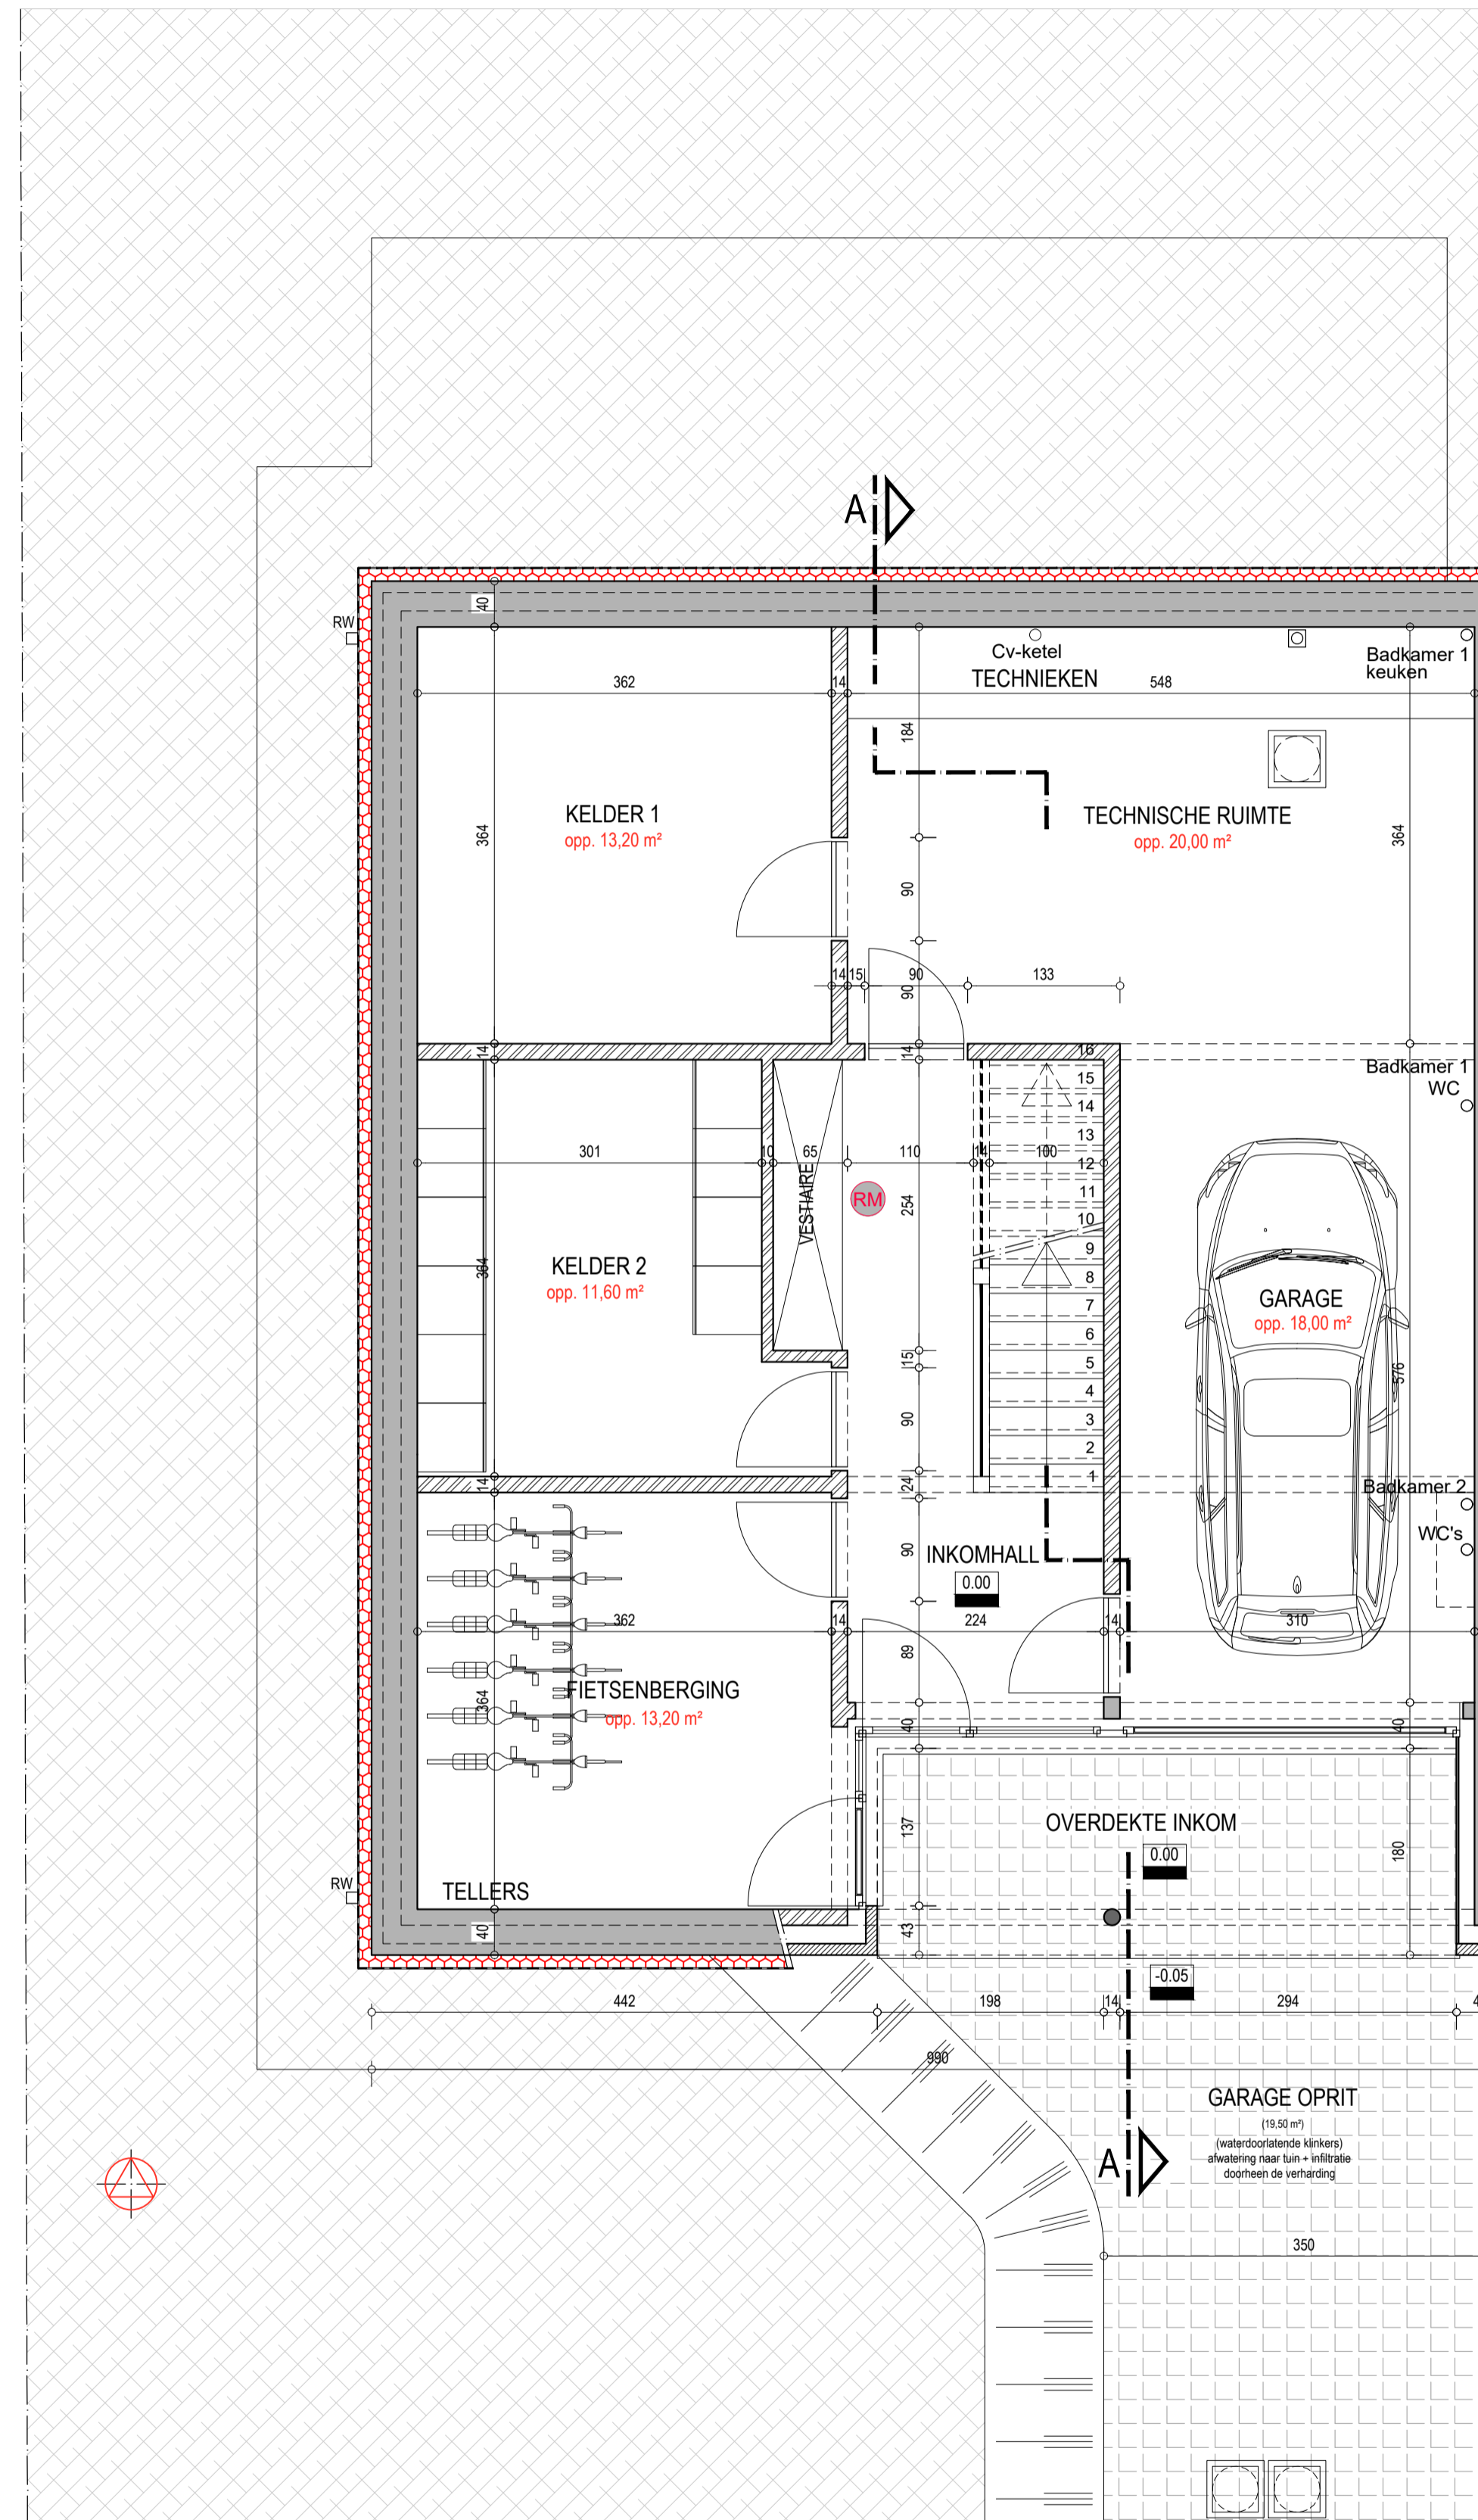 A
40
RW
Cv-ketel
TECHNIEKEN
Badkamer 1
keuken
362
14
548
184
KELDER 1
opp. 13,20 m²
TECHNISCHE RUIMTE
opp. 20,00 m²
364
364
90
14
15
90
133
90
14
14
16
15
14
13
12
11
10
9
8
7
6
5
4
3
2
1
Badkamer 1
WC
301
10
65
110
14
100
VESTIAIRE
RM
254
KELDER 2
opp. 11,60 m²
364
GARAGE
opp. 18,00 m²
15
576
90
14
24
Badkamer 2
WC's
90
INKOMHALL
0.00
362
14
224
14
310
89
FIETSENBERGING
opp. 13,20 m²
364
40
40
OVERDEKTE INKOM
0.00
137
180
RW
TELLERS
40
43
-0.05
442
198
14
294
4
990
GARAGE OPRIT
(19,50 m²)
(waterdoorlatende klinkers)
afwatering naar tuin + infiltratie
doorheen de verharding
A
350